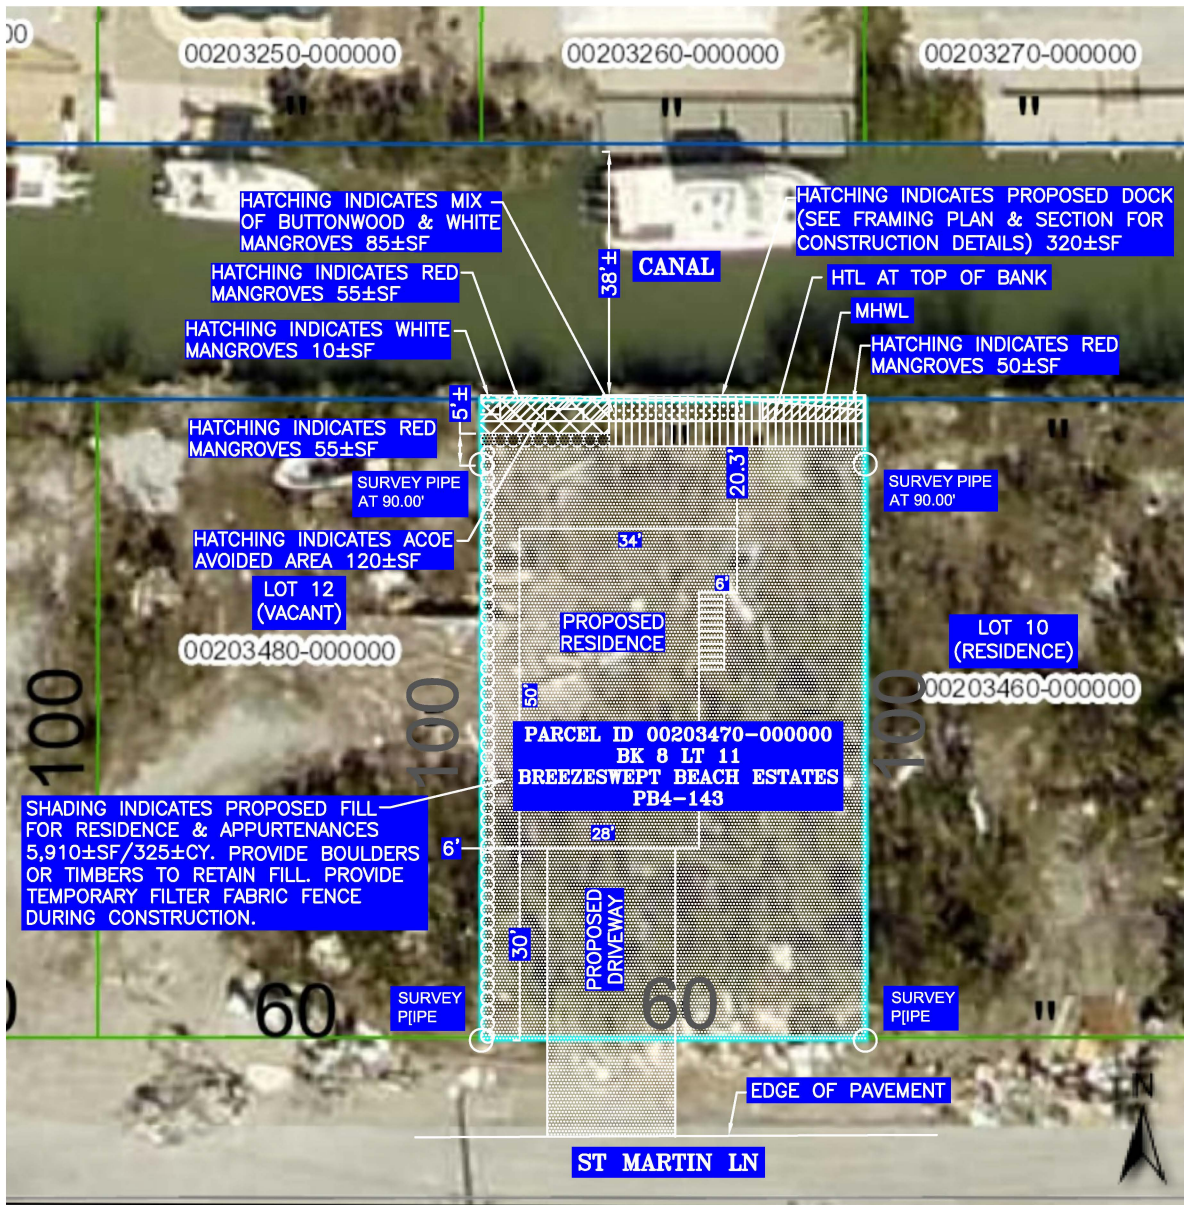 00
00203250-000000
00203260-000000
00203270-000000
"
"
"
HATCHING INDICATES MIX
OF BUTTONWOOD & WHITE
MANGROVES 85±SF
HATCHING INDICATES PROPOSED DOCK
(SEE FRAMING PLAN & SECTION FOR
CONSTRUCTION DETAILS) 320±SF
38'±
CANAL
HATCHING INDICATES RED
MANGROVES 55±SF
HTL AT TOP OF BANK
MHWL
HATCHING INDICATES WHITE
MANGROVES 10±SF
HATCHING INDICATES RED
MANGROVES 50±SF
5'±
HATCHING INDICATES RED
MANGROVES 55±SF
"
"
"
20.3'
SURVEY PIPE
AT 90.00'
SURVEY PIPE
AT 90.00'
HATCHING INDICATES ACOE
AVOIDED AREA 120±SF
34'
6'
LOT 12
(VACANT)
PROPOSED
RESIDENCE
LOT 10
(RESIDENCE)
00203480-000000
00203460-000000
100
100
50'
100
PARCEL ID 00203470-000000
BK 8 LT 11
BREEZESWEPT BEACH ESTATES
PB4-143
SHADING INDICATES PROPOSED FILL
FOR RESIDENCE & APPURTENANCES
5,910±SF/325±CY. PROVIDE BOULDERS
OR TIMBERS TO RETAIN FILL. PROVIDE
TEMPORARY FILTER FABRIC FENCE
DURING CONSTRUCTION.
28'
6'
PROPOSED
DRIVEWAY
30'
0
60
60
SURVEY
P[IPE
SURVEY
P[IPE
"
EDGE OF PAVEMENT
N
ST MARTIN LN